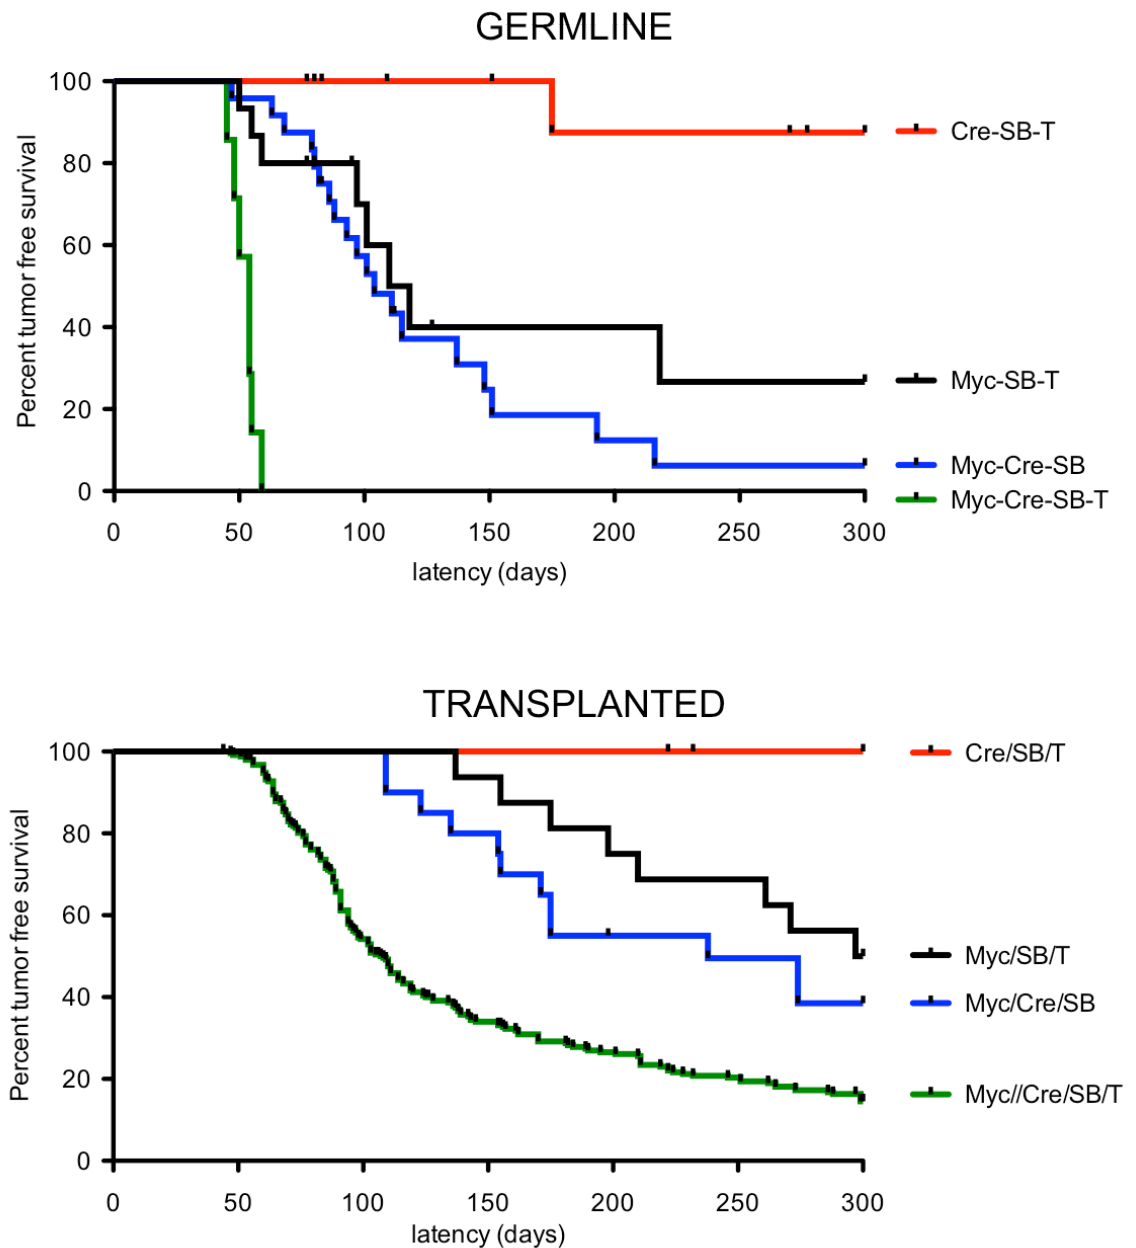 GERMLINE
Percent tumor free survival
100
80
60
40
20
0
0 50 100 150 200 250 300
latency (days)
Cre-SB-T
Myc-SB-T
Myc-Cre-SB
Myc-Cre-SB-T
TRANSPLANTED
Percent tumor free survival
100
80
60
40
20
0
0 50 100 150 200 250 300
latency (days)
Cre/SB/T
Myc/SB/T
Myc/Cre/SB
Myc//Cre/SB/T